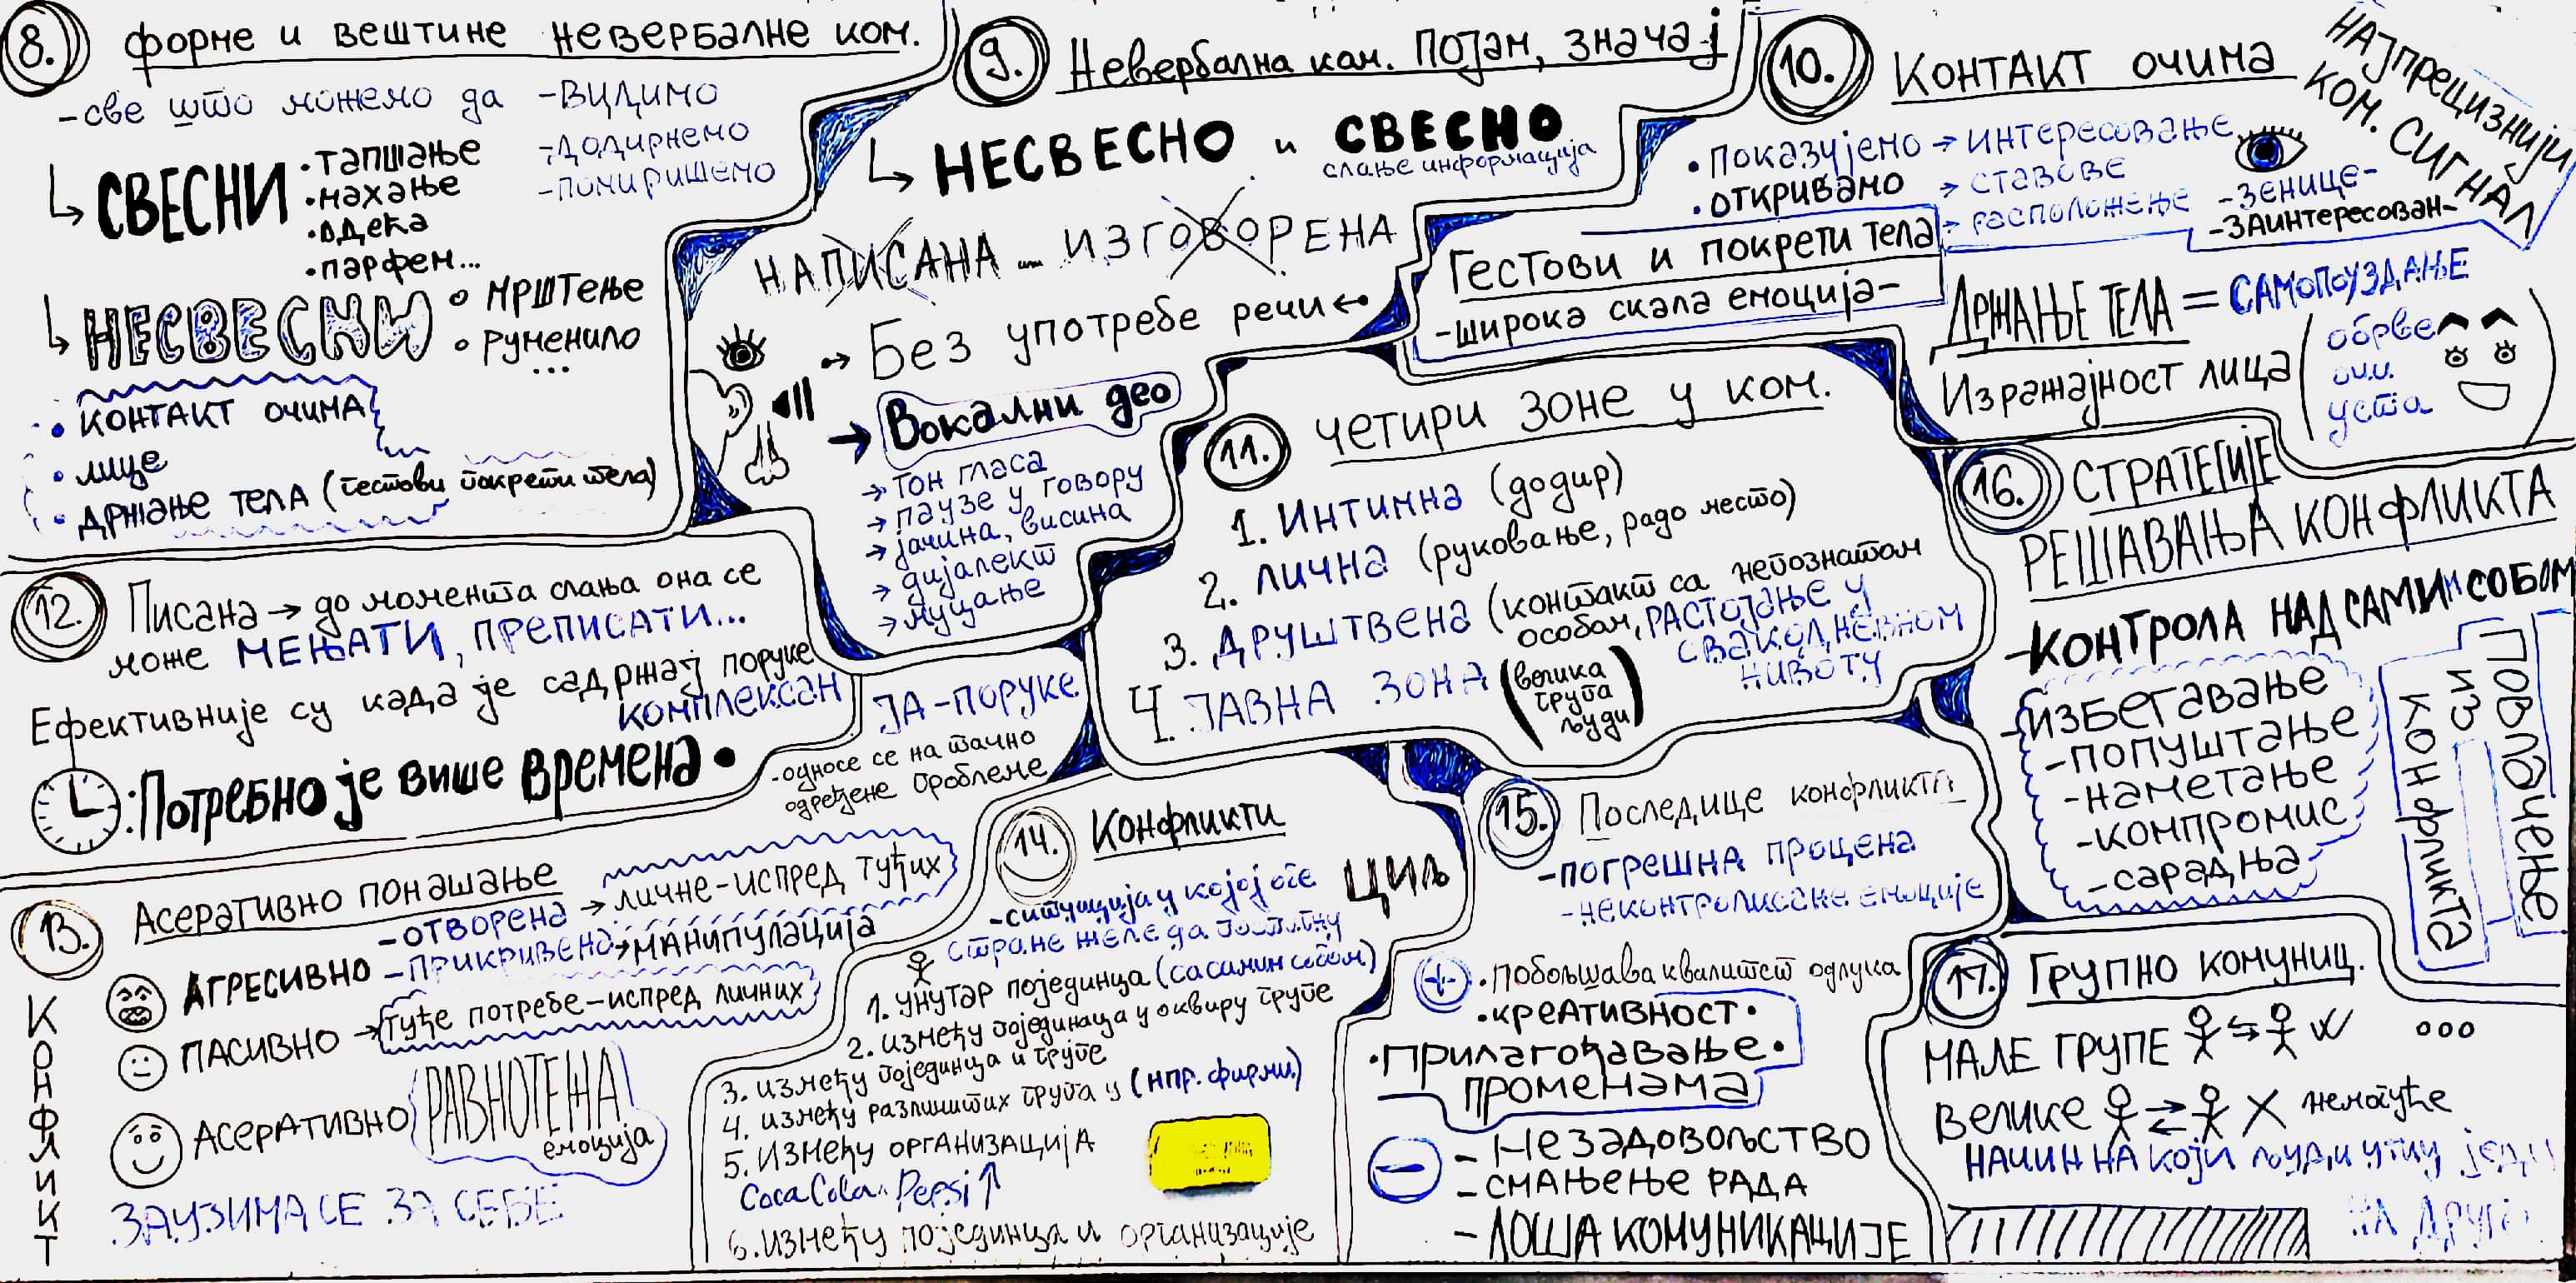 8. форме и вештине невербалне ком.
-све што можемо да -видимо
-додирнемо
-помиришемо
СВЕСНИ
•тапшање
•махање
•одећа
•парфем...
НЕСВЕСНИ
• мрштење
• руменило
...
• контакт очима
• лице
• држање тела (гестови покрети тела)
9. Невербална ком. појам, значај
НЕСВЕСНО и СВЕСНО
слање информација
НАПИСАНА ИЗГОВОРЕНА
Без употребе речи
Вокални део
→ тон гласа
→ паузе у говору
→ јачина, висина
→ дијалект
→ муцање
10. КОНТАКТ очима
НАЈПРЕЦИЗНИЈИ
КОМ. СИГНАЛ
•показујемо → интересовање
•откривамо → ставове
→ расположење
-зенице-
-заинтересован-
Гестови и покрети тела
-широка скала емоција-
ДРЖАЊЕ ТЕЛА = САМОПОУЗДАЊЕ
Изражајност лица
обрве
очи
уста
11. четири зоне у ком.
1. Интимна (додир)
2. лична (руковање, радо место)
3. друштвена (контакт са непознатом
особом, растојање у
свакодневном
животу
4. ЈАВНА ЗОНА (велика
група
људи)
12. Писана → до момента слања она се
може МЕЊАТИ, ПРЕПИСАТИ...
Ефективније су када је садржај поруке
комплексан
:Потребно је више времена•
ЈА-поруке
-односе се на тачно
одређене проблеме
13. Асеративно понашање
КОНФЛИКТ
АГРЕСИВНО
-отворена → личне-испред туђих
-прикривена → манипулација
ПАСИВНО → туђе потребе-испред личних
АСЕРАТИВНО
РАВНОТЕЖА
емоција
ЗАУЗИМА СЕ ЗА СЕБЕ
14. Конфликти
-ситуација у којој обе
стране желе да постигну
ЦИЉ
1. унутар појединца (са самим собом)
2. између појединаца у оквиру групе
3. између појединца и групе
4. између различитих група у (нпр. фирми)
5. између организација
Coca Cola Pepsi
6. између појединца и организације
15. Последице конфликта
-погрешна процена
-неконтролисане емоције
+ •побољшава квалитет одлука
•креативност•
•прилагођавање•
променама
- -Незадовољство
-смањење рада
-ЛОША КОМУНИКАЦИЈЕ
16. СТРАТЕГИЈЕ
РЕШАВАЊА КОНФЛИКТА
-КОНТРОЛА НАД САМИМ СОБОМ
-избегавање
-попуштање
-наметање
-компромис
-сарадња
Повлачење
из
конфликта
17. Групно комуниц.
МАЛЕ ГРУПЕ
Велике немогуће
НАЧИН НА КОЈИ људи утичу једни
НА ДРУГЕ